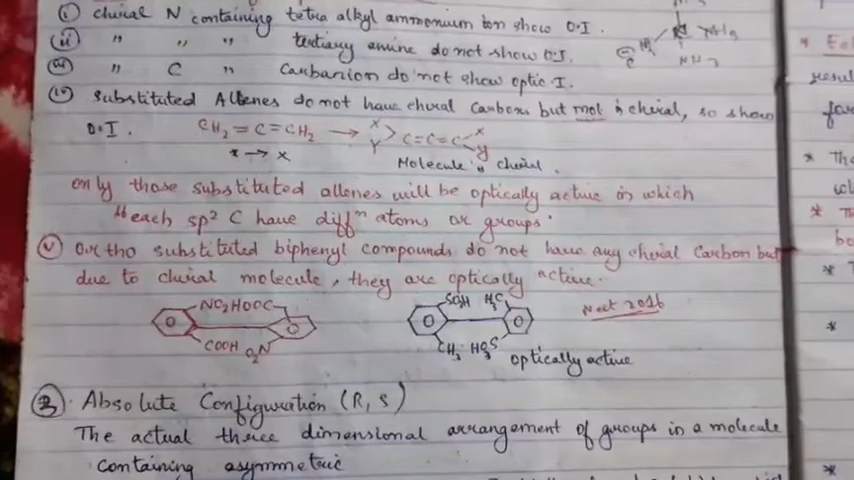 (i) chiral N containing tetra alkyl ammonium ion show O.I.
(ii) " " " tertiary amine do not show O.I.
(iii) " C " Carbanion do not show optic I.
(iv) Substituted Allenes do not have chiral Carbons but mol is chiral, so show
O.I. CH2=C=CH2 → X Y >C=C=C< X Y
* → X Molecule is chiral.
only those substituted allenes will be optically active in which
"each sp² C have diffⁿ atoms or groups"
(v) Ortho substituted biphenyl compounds do not have any chiral Carbon but
due to chiral molecule, they are optically active.
NO2 HOOC SO3H H3C Neet 2016
COOH O2N CH3 HO3S optically active
(3) Absolute Configuration (R, S)
The actual three dimensional arrangement of groups in a molecule
containing asymmetric